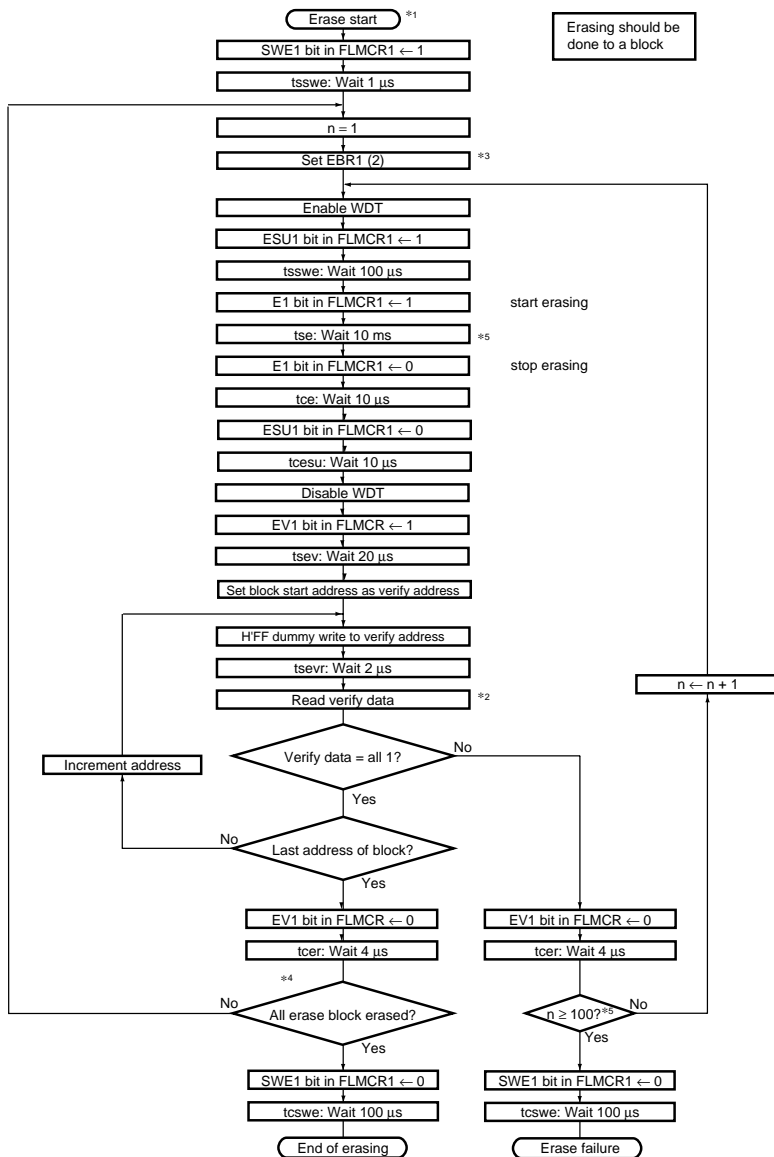 Erase start *1
Erasing should be
done to a block
SWE1 bit in FLMCR1 ← 1
tsswe: Wait 1 μs
n = 1
Set EBR1 (2) *3
Enable WDT
ESU1 bit in FLMCR1 ← 1
tsswe: Wait 100 μs
E1 bit in FLMCR1 ← 1
start erasing
tse: Wait 10 ms *5
E1 bit in FLMCR1 ← 0
stop erasing
tce: Wait 10 μs
ESU1 bit in FLMCR1 ← 0
tcesu: Wait 10 μs
Disable WDT
EV1 bit in FLMCR ← 1
tsev: Wait 20 μs
Set block start address as verify address
H'FF dummy write to verify address
tsevr: Wait 2 μs
Read verify data *2
n ← n + 1
Verify data = all 1?
No
Increment address
Yes
No
Last address of block?
Yes
EV1 bit in FLMCR ← 0
EV1 bit in FLMCR ← 0
tcer: Wait 4 μs
tcer: Wait 4 μs
*4
No
All erase block erased?
n ≥ 100?*5
No
Yes
Yes
SWE1 bit in FLMCR1 ← 0
SWE1 bit in FLMCR1 ← 0
tcswe: Wait 100 μs
tcswe: Wait 100 μs
End of erasing
Erase failure